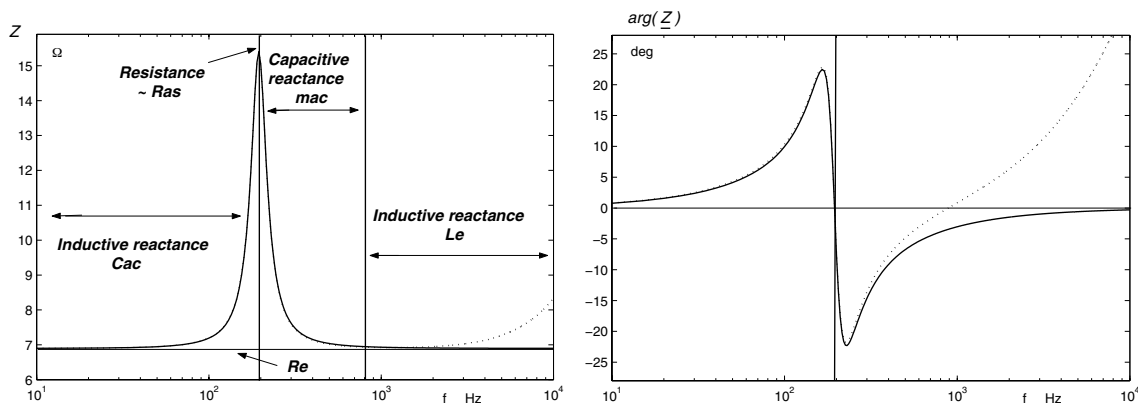 Z
Ω
15
14
13
12
11
10
9
8
7
6
Resistance
~ Ras
Capacitive
reactance
mac
Inductive reactance
Cac
Inductive reactance
Le
Re
10^1
10^2
10^3
10^4
f Hz
arg(Z)
deg
25
20
15
10
5
0
−5
−10
−15
−20
−25
10^1
10^2
10^3
10^4
f Hz